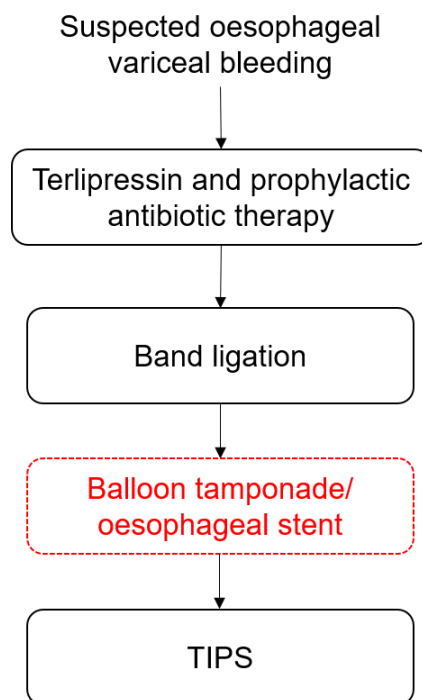 Suspected oesophageal
variceal bleeding
Terlipressin and prophylactic
antibiotic therapy
Band ligation
Balloon tamponade/
oesophageal stent
TIPS